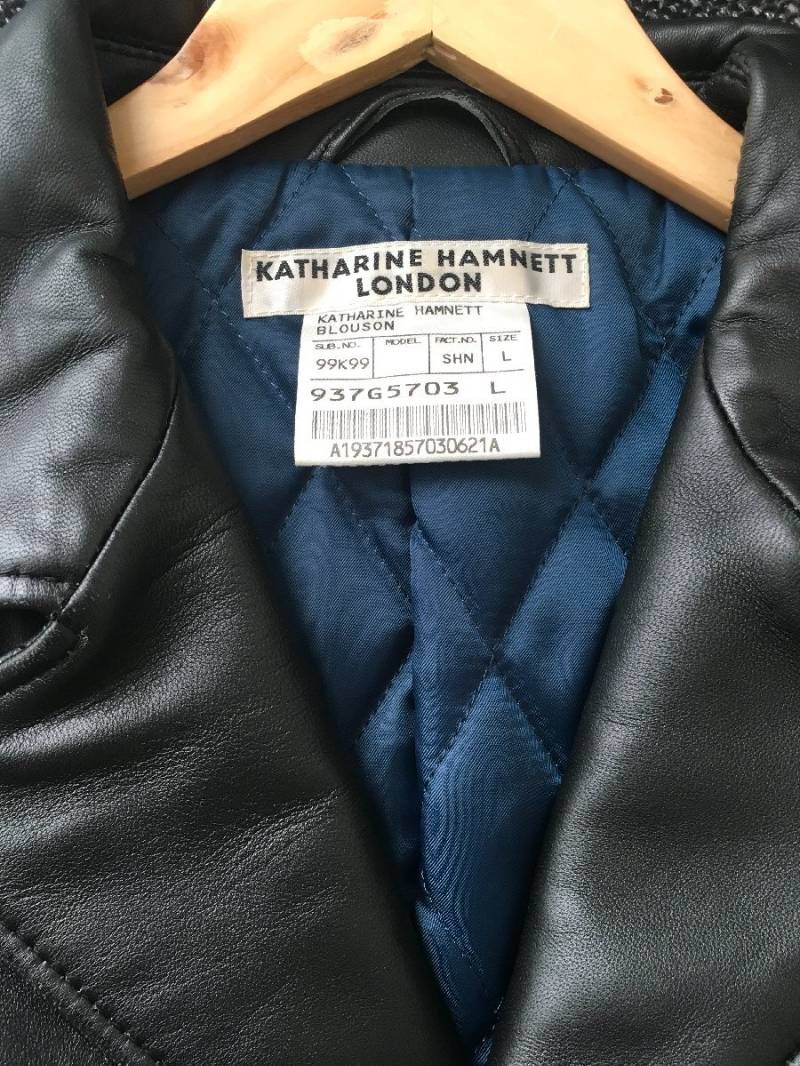 KATHARINE HAMNETT
LONDON
KATHARINE HAMNETT
BLOUSON
SUB.NO. MODEL FACT.NO. SIZE
99K99 SHN L
937G5703 L
A19371857030621A